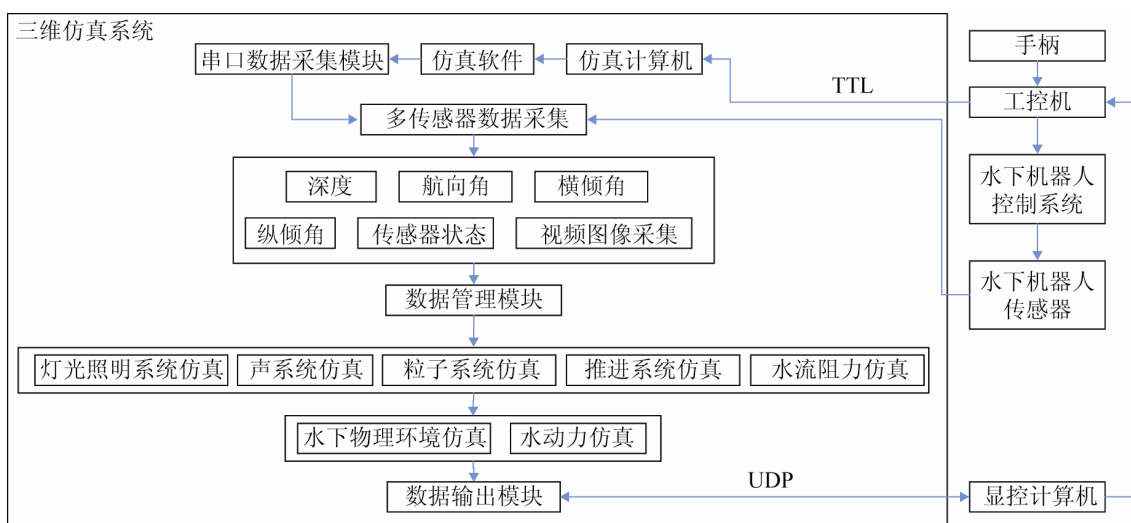 三维仿真系统
串口数据采集模块
仿真软件
仿真计算机
手柄
TTL
工控机
多传感器数据采集
深度
航向角
横倾角
水下机器人
控制系统
纵倾角
传感器状态
视频图像采集
数据管理模块
水下机器人
传感器
灯光照明系统仿真
声系统仿真
粒子系统仿真
推进系统仿真
水流阻力仿真
水下物理环境仿真
水动力仿真
数据输出模块
UDP
显控计算机